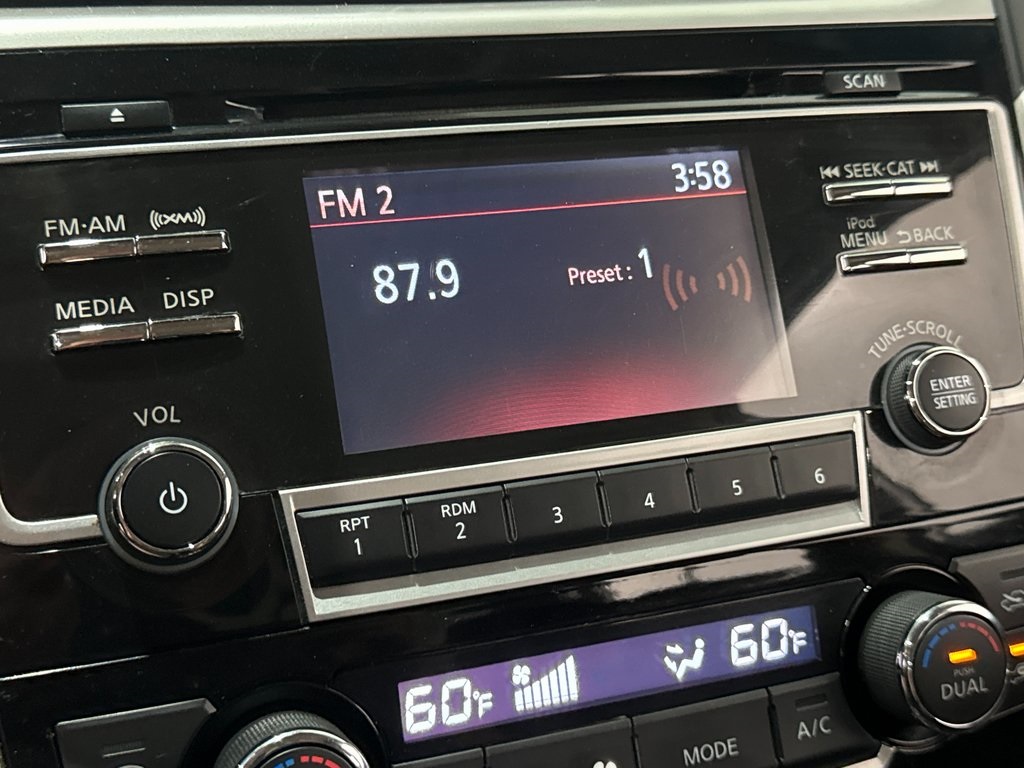 SCAN
FM·AM
((XM))
SEEK·CAT
iPod
MENU
BACK
MEDIA
DISP
FM 2
3:58
87.9
Preset: 1
TUNE·SCROLL
ENTER
SETTING
VOL
RPT
1
RDM
2
3
4
5
6
60°F
60°F
PUSH
DUAL
MODE
A/C